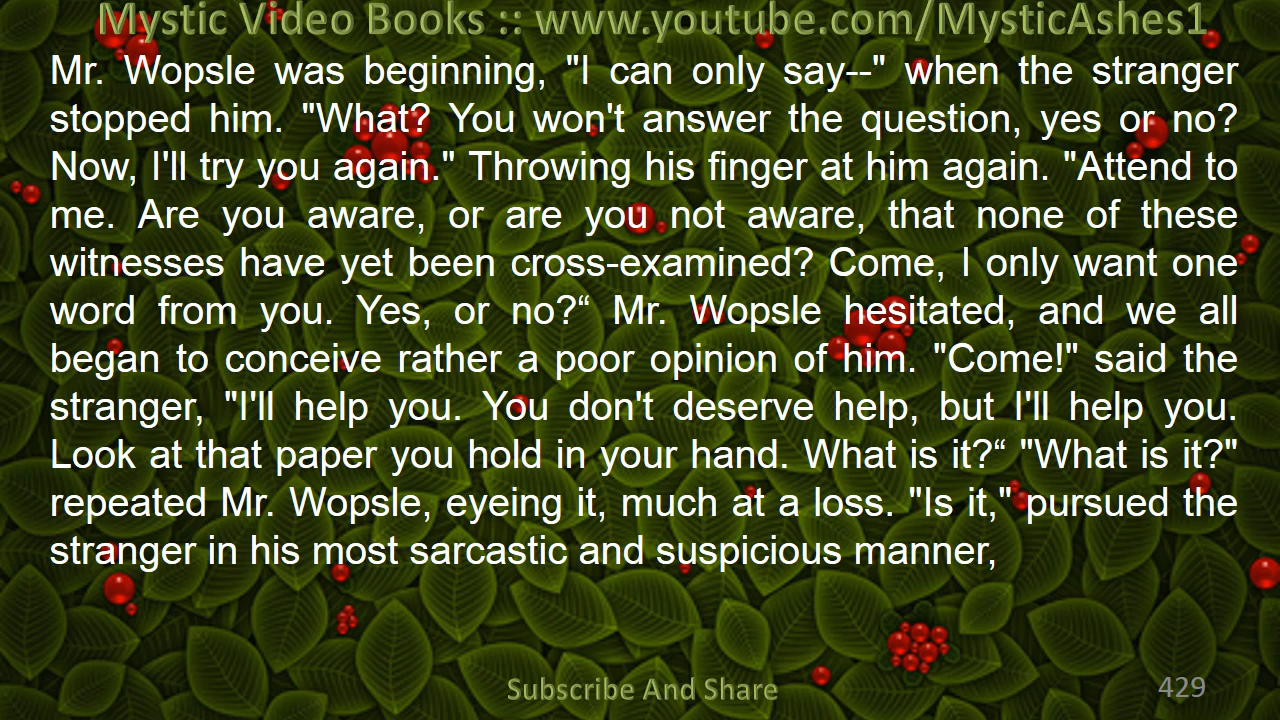 Mystic Video Books :: www.youtube.com/MysticAshes1
Mr. Wopsle was beginning, "I can only say--" when the stranger
stopped him. "What? You won't answer the question, yes or no?
Now, I'll try you again." Throwing his finger at him again. "Attend to
me. Are you aware, or are you not aware, that none of these
witnesses have yet been cross-examined? Come, I only want one
word from you. Yes, or no?“ Mr. Wopsle hesitated, and we all
began to conceive rather a poor opinion of him. "Come!" said the
stranger, "I'll help you. You don't deserve help, but I'll help you.
Look at that paper you hold in your hand. What is it?“ "What is it?"
repeated Mr. Wopsle, eyeing it, much at a loss. "Is it," pursued the
stranger in his most sarcastic and suspicious manner,
Subscribe And Share
429